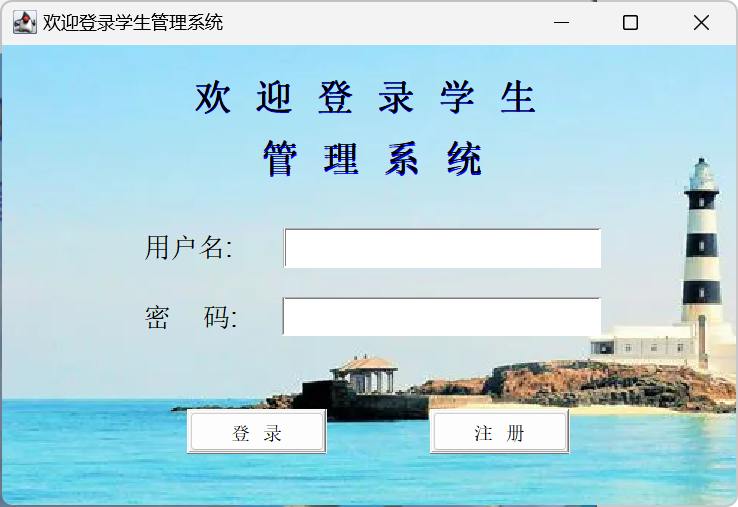 欢迎登录学生管理系统
欢 迎 登 录 学 生
管 理 系 统
用户名:
密 码:
登 录
注 册